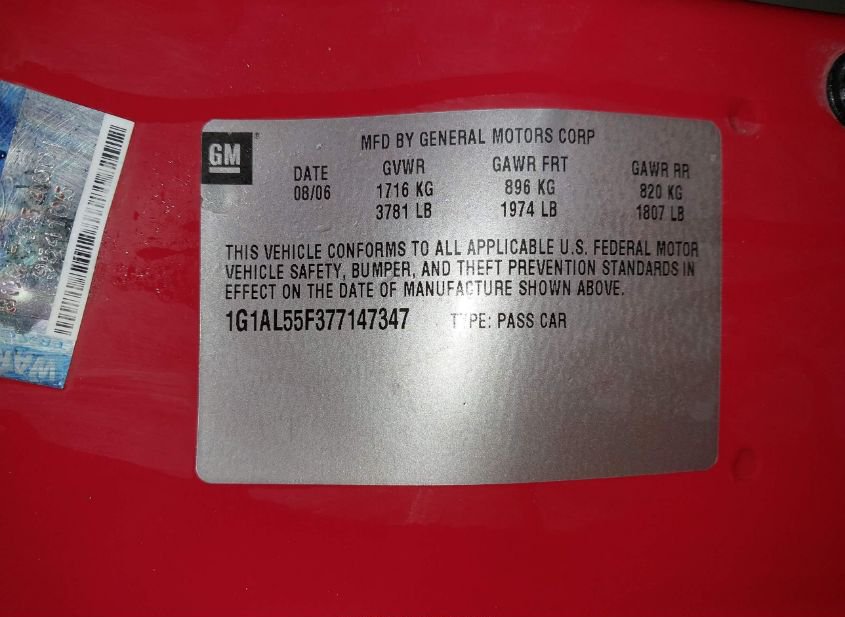 GM
MFD BY GENERAL MOTORS CORP
DATE GVWR GAWR FRT GAWR RR
08/06 1716 KG 896 KG 820 KG
3781 LB 1974 LB 1807 LB
THIS VEHICLE CONFORMS TO ALL APPLICABLE U.S. FEDERAL MOTOR
VEHICLE SAFETY, BUMPER, AND THEFT PREVENTION STANDARDS IN
EFFECT ON THE DATE OF MANUFACTURE SHOWN ABOVE.
1G1AL55F377147347 TYPE: PASS CAR